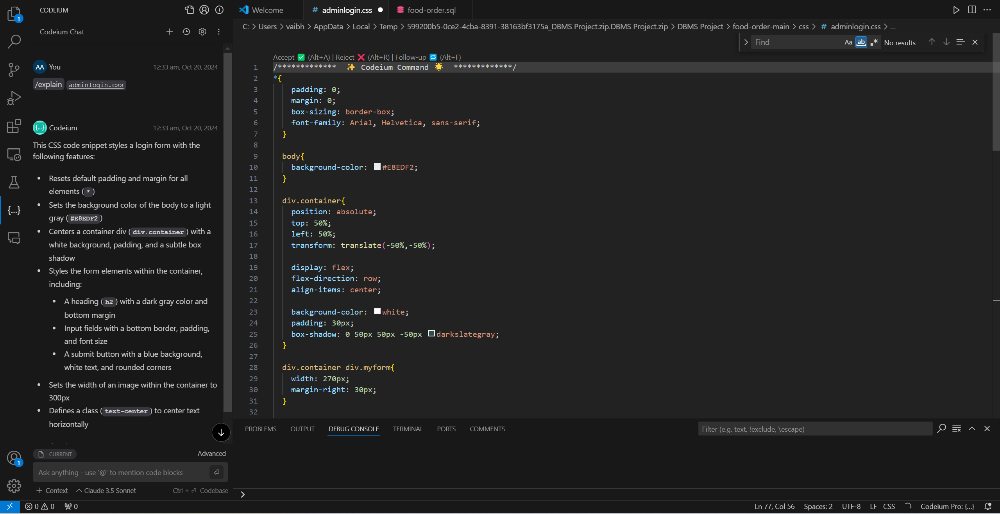 CODEIUM
Codeium Chat
AA You 12:33 am, Oct 20, 2024
/explain adminlogin.css
{...} Codeium 12:33 am, Oct 20, 2024
This CSS code snippet styles a login form with the
following features:
• Resets default padding and margin for all
elements ( * )
• Sets the background color of the body to a light
gray ( #E8EDF2 )
• Centers a container div ( div.container ) with a
white background, padding, and a subtle box
shadow
• Styles the form elements within the container,
including:
• A heading ( h2 ) with a dark gray color and
bottom margin
• Input fields with a bottom border, padding,
and font size
• A submit button with a blue background,
white text, and rounded corners
• Sets the width of an image within the container to
300px
• Defines a class ( text-center ) to center text
horizontally
CURRENT Advanced
Ask anything - use '@' to mention code blocks
+ Context Claude 3.5 Sonnet Ctrl + ⏎ Codebase
1
{...}
1
Welcome # adminlogin.css ● food-order.sql
C: > Users > vaibh > AppData > Local > Temp > 599200b5-0ce2-4cba-8391-38163bf3175a_DBMS Project.zip.DBMS Project.zip > DBMS Project > food-order-main > css > # adminlogin.css > ...
Find Aa ab .* No results
Accept ✅ (Alt+A) | Reject ❌ (Alt+R) | Follow-up 🔁 (Alt+F)
1 /************* ✨ Codeium Command 🌟 *************/
2 *{
3 padding: 0;
4 margin: 0;
5 box-sizing: border-box;
6 font-family: Arial, Helvetica, sans-serif;
7 }
8
9 body{
10 background-color: #E8EDF2;
11 }
12
13 div.container{
14 position: absolute;
15 top: 50%;
16 left: 50%;
17 transform: translate(-50%,-50%);
18
19 display: flex;
20 flex-direction: row;
21 align-items: center;
22
23 background-color: white;
24 padding: 30px;
25 box-shadow: 0 50px 50px -50px darkslategray;
26 }
27
28 div.container div.myform{
29 width: 270px;
30 margin-right: 30px;
31 }
32
PROBLEMS OUTPUT DEBUG CONSOLE TERMINAL PORTS COMMENTS Filter (e.g. text, !exclude, \escape)
0 0 0 Ln 77, Col 56 Spaces: 2 UTF-8 LF CSS Codeium Pro: {...}